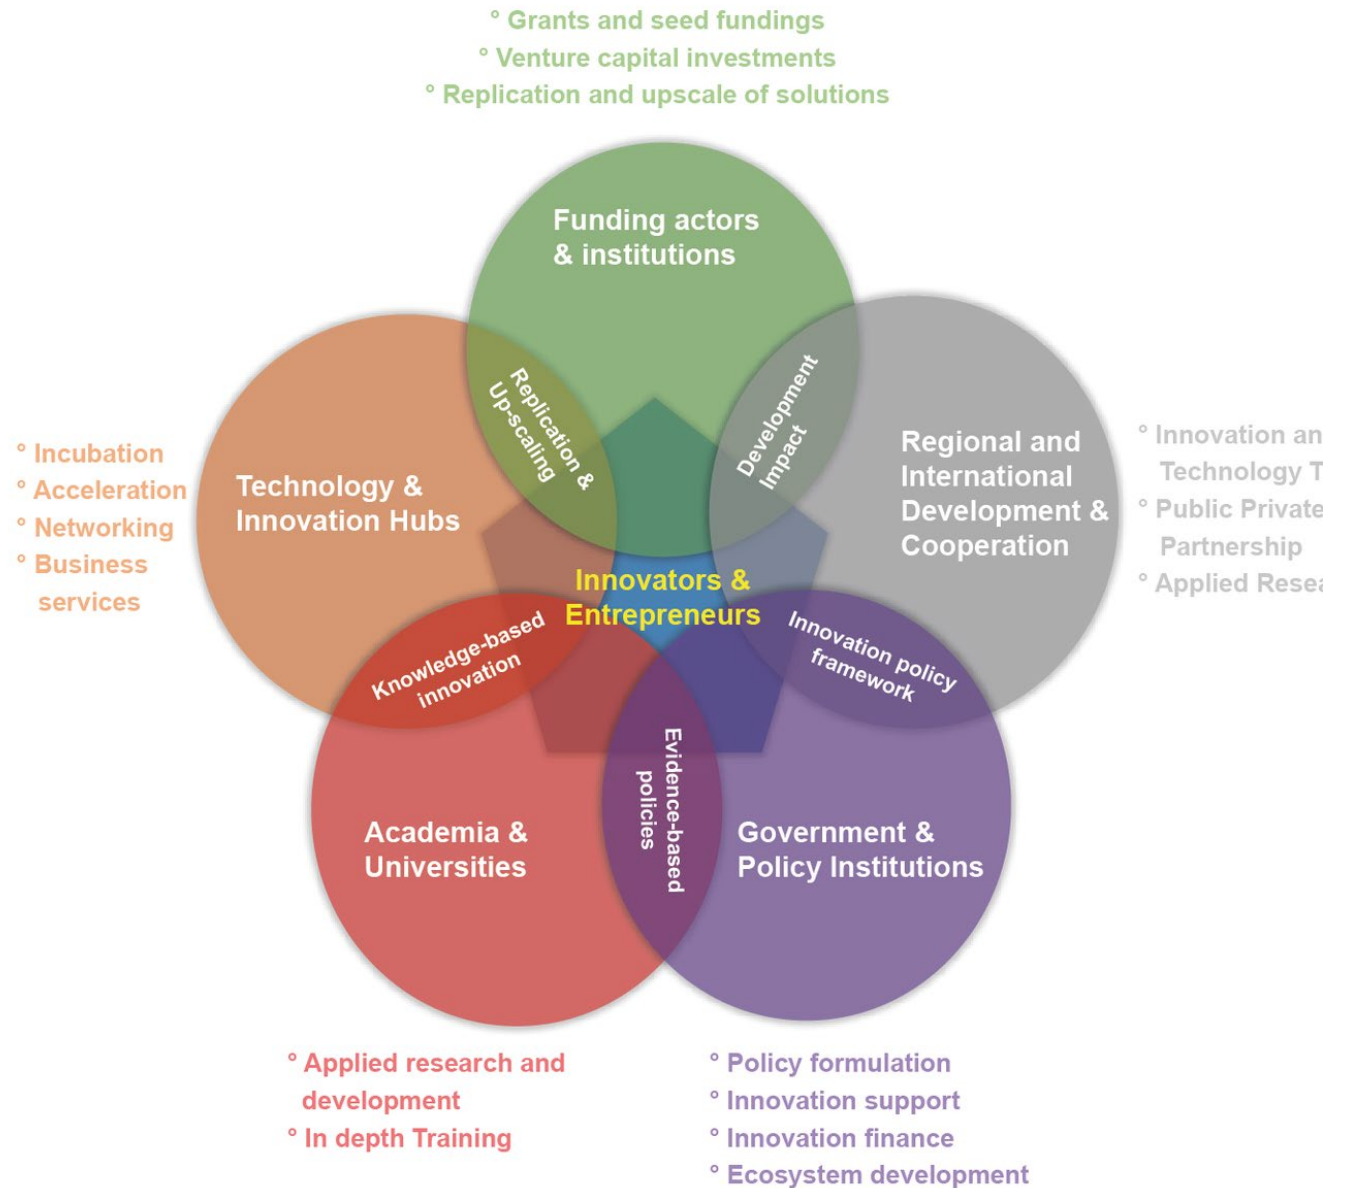 ° Grants and seed fundings
° Venture capital investments
° Replication and upscale of solutions
Funding actors
& institutions
Replication &
Up-scaling
Development
Impact
Technology &
Innovation Hubs
° Incubation
° Acceleration
° Networking
° Business
services
Regional and
International
Development &
Cooperation
° Innovation
Technology
° Public Private
Partnership
° Applied
Innovators &
Entrepreneurs
Knowledge-based
innovation
Innovation policy
framework
Evidence-based
policies
Academia &
Universities
Government &
Policy Institutions
° Applied research and
development
° In depth Training
° Policy formulation
° Innovation support
° Innovation finance
° Ecosystem development